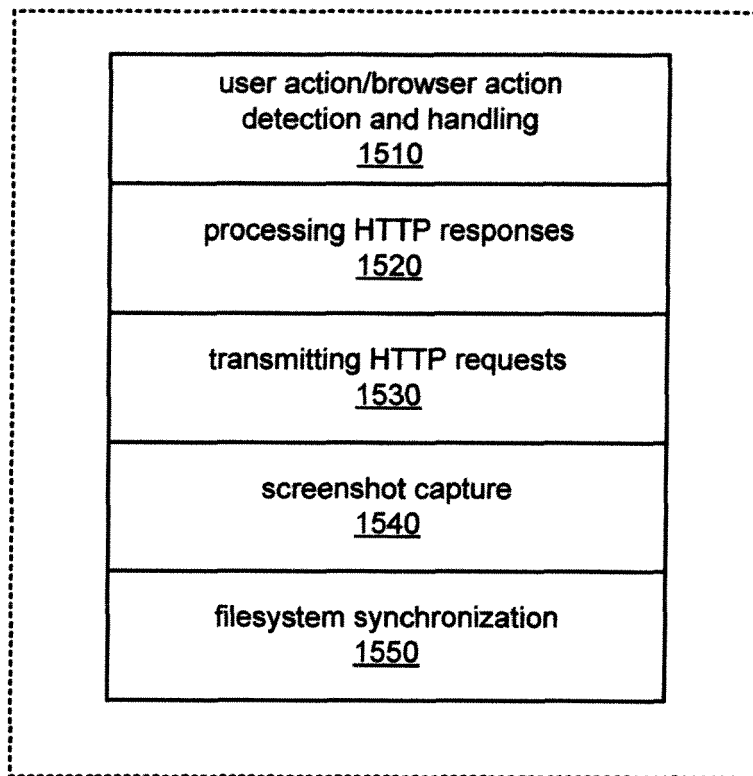 user action/browser action
detection and handling
1510
processing HTTP responses
1520
transmitting HTTP requests
1530
screenshot capture
1540
filesystem synchronization
1550